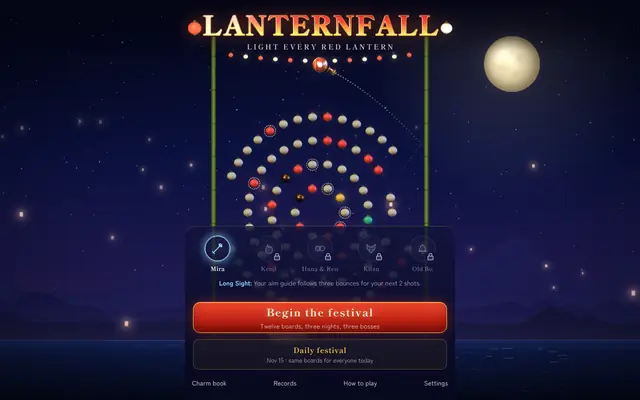 LANTERNFALL
LIGHT EVERY RED LANTERN
Mira
Kenji
Hana & Ren
Kitsu
Old Bo
Long Sight: Your aim guide follows three bounces for your next 2 shots.
Begin the festival
Twelve boards, three nights, three bosses
Daily festival
Nov 15 · same boards for everyone today
Charm book
Records
How to play
Settings